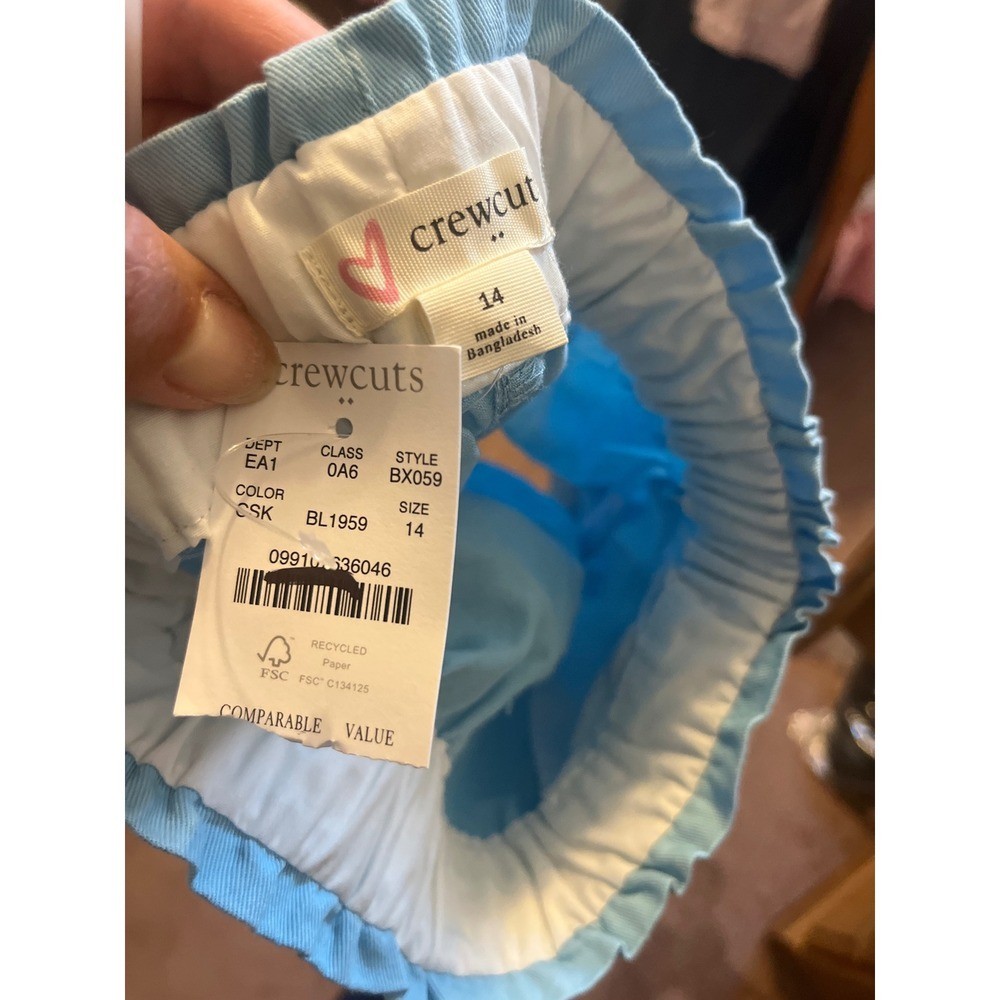 crewcut
14
made in
Bangladesh
crewcuts
DEPT CLASS STYLE
EA1 0A6 BX059
COLOR SIZE
BL1959 14
RECYCLED
Paper
FSC
FSC® C134125
COMPARABLE VALUE